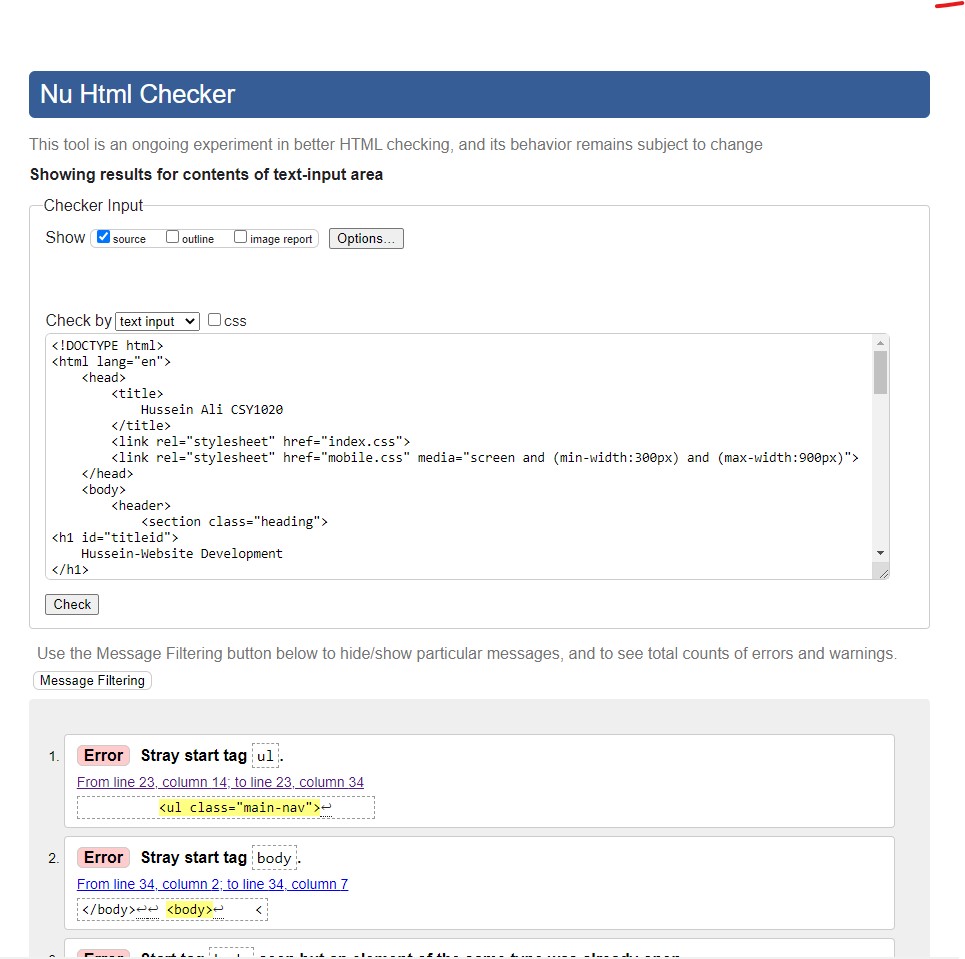 Nu Html Checker
This tool is an ongoing experiment in better HTML checking, and its behavior remains subject to change
Showing results for contents of text-input area
Checker Input
Show source outline image report Options...
Check by text input css
<!DOCTYPE html>
<html lang="en">
    <head>
        <title>
            Hussein Ali CSY1020
        </title>
        <link rel="stylesheet" href="index.css">
        <link rel="stylesheet" href="mobile.css" media="screen and (min-width:300px) and (max-width:900px)">
    </head>
    <body>
        <header>
            <section class="heading">
<h1 id="titleid">
    Hussein-Website Development
</h1>
Check
Use the Message Filtering button below to hide/show particular messages, and to see total counts of errors and warnings.
Message Filtering
1. Error Stray start tag ul.
From line 23, column 14; to line 23, column 34
<ul class="main-nav">↩
2. Error Stray start tag body.
From line 34, column 2; to line 34, column 7
</body>↩↩ <body>↩ <
Error Start tag body seen but an element of the same type was already open.